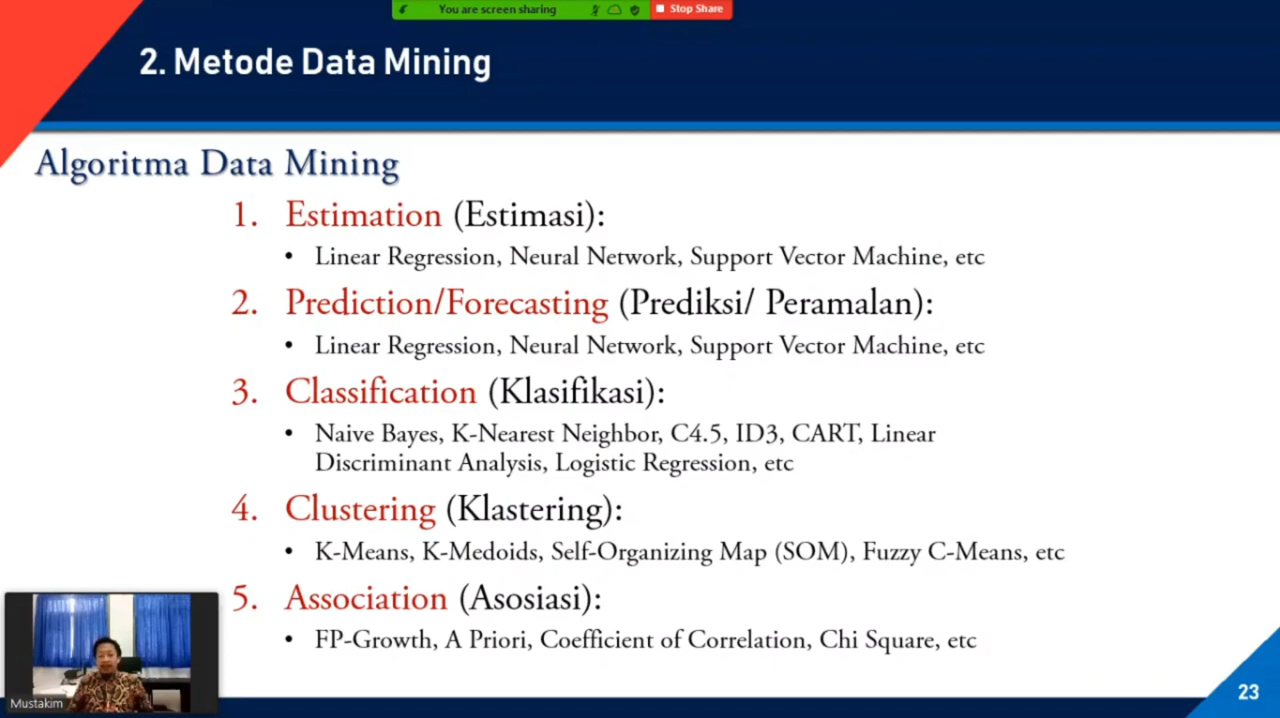 You are screen sharing
Stop Share
2. Metode Data Mining
Algoritma Data Mining
1. Estimation (Estimasi):
• Linear Regression, Neural Network, Support Vector Machine, etc
2. Prediction/Forecasting (Prediksi/ Peramalan):
• Linear Regression, Neural Network, Support Vector Machine, etc
3. Classification (Klasifikasi):
• Naive Bayes, K-Nearest Neighbor, C4.5, ID3, CART, Linear
Discriminant Analysis, Logistic Regression, etc
4. Clustering (Klastering):
• K-Means, K-Medoids, Self-Organizing Map (SOM), Fuzzy C-Means, etc
5. Association (Asosiasi):
• FP-Growth, A Priori, Coefficient of Correlation, Chi Square, etc
Mustakim
23